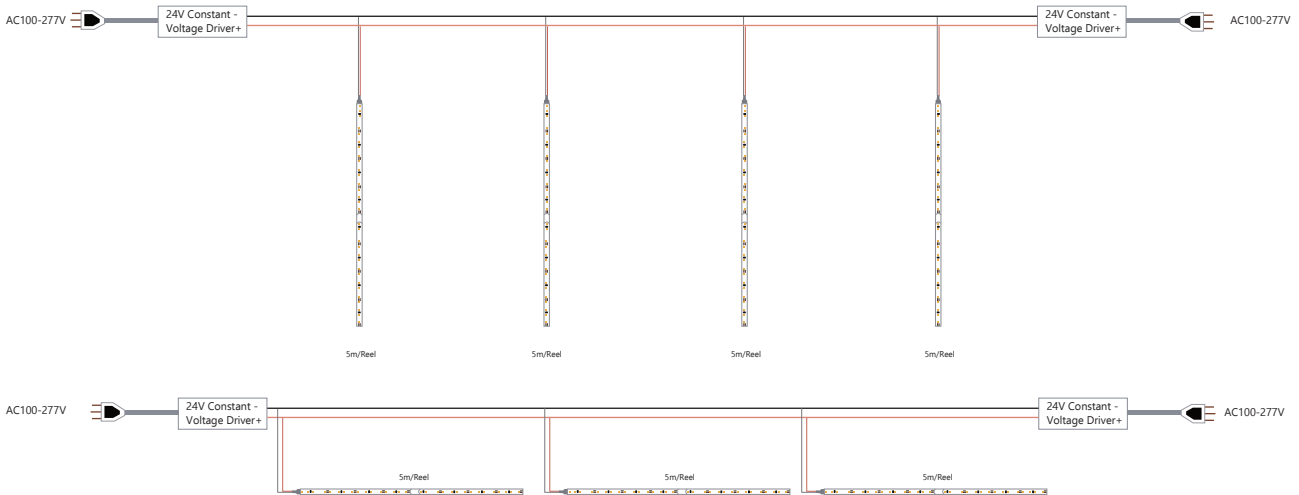 AC100-277V
24V Constant -
Voltage Driver+
24V Constant -
Voltage Driver+
AC100-277V
5m/Reel
5m/Reel
5m/Reel
5m/Reel
AC100-277V
24V Constant -
Voltage Driver+
24V Constant -
Voltage Driver+
AC100-277V
5m/Reel
5m/Reel
5m/Reel